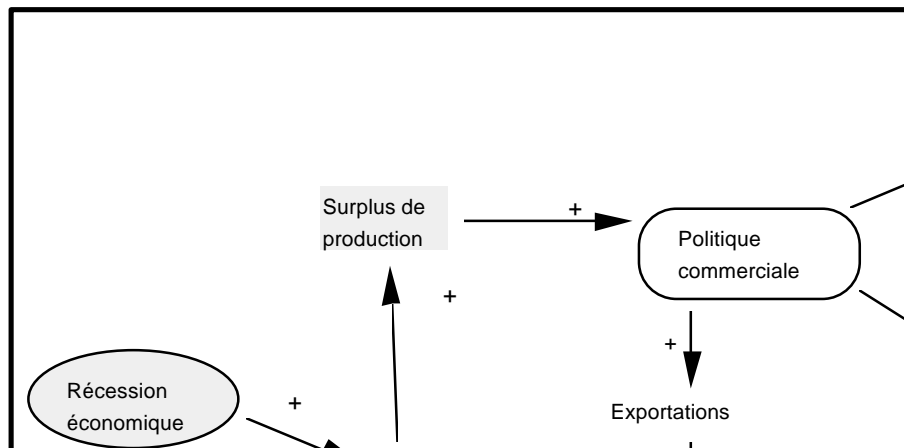 Surplus de
production
+
Politique
commerciale
+
+
Récession
économique
+
Exportations